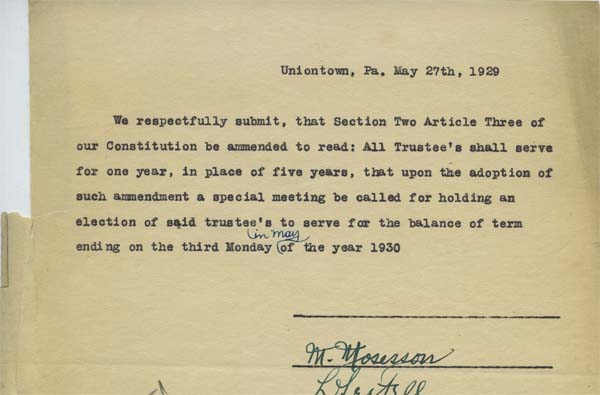 Uniontown, Pa. May 27th, 1929
We respectfully submit, that Section Two Article Three of
our Constitution be ammended to read: All Trustee's shall serve
for one year, in place of five years, that upon the adoption of
such ammendment a special meeting be called for holding an
election of said trustee's to serve for the balance of term
in may
ending on the third Monday of the year 1930
M. Mosesson